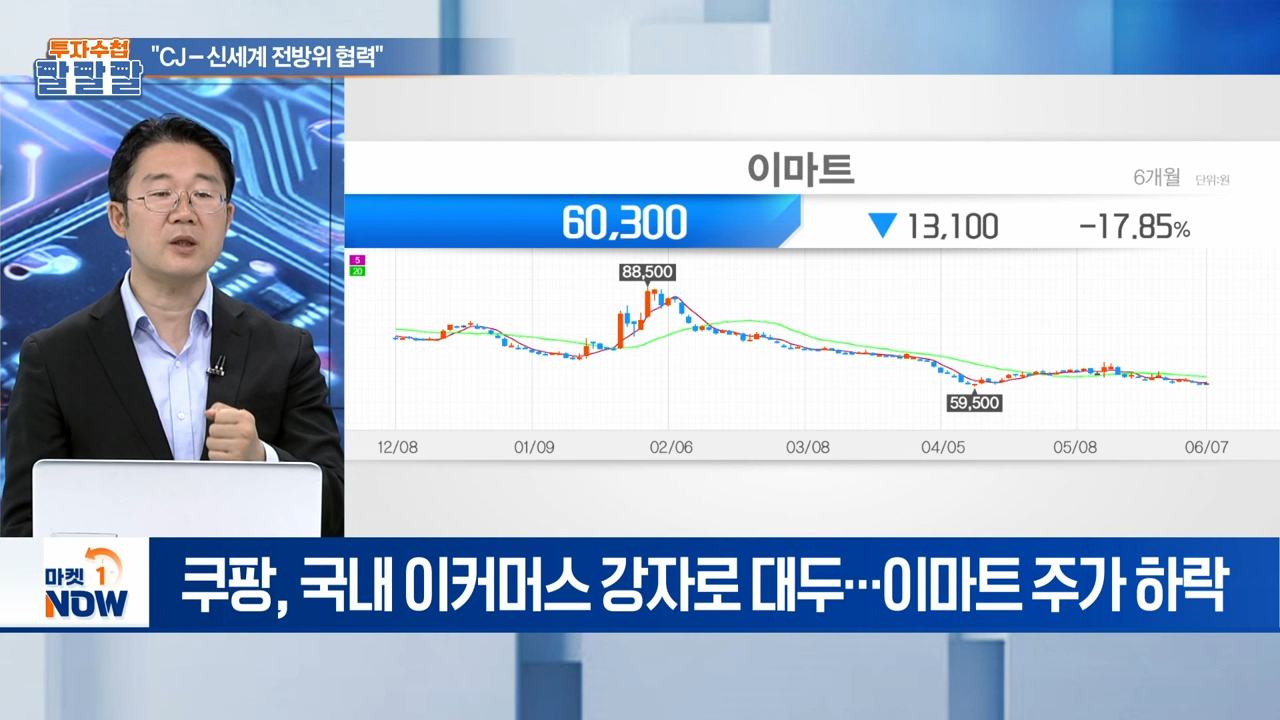 투자수첩
팔팔팔
"CJ–신세계 전방위 협력"
이마트
6개월 단위:원
60,300 ▼ 13,100 -17.85%
5
20
88,500
59,500
12/08 01/09 02/06 03/08 04/05 05/08 06/07
마켓 1
NOW
쿠팡, 국내 이커머스 강자로 대두…이마트 주가 하락